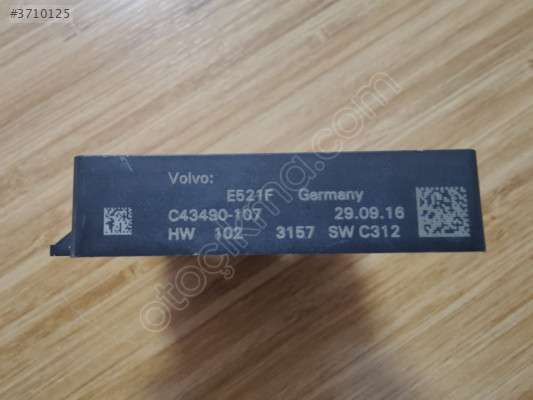 #3710125
Volvo:
E521F Germany
C43490-107 29.09.16
HW 102 3157 SW C312
otoçıkma.com